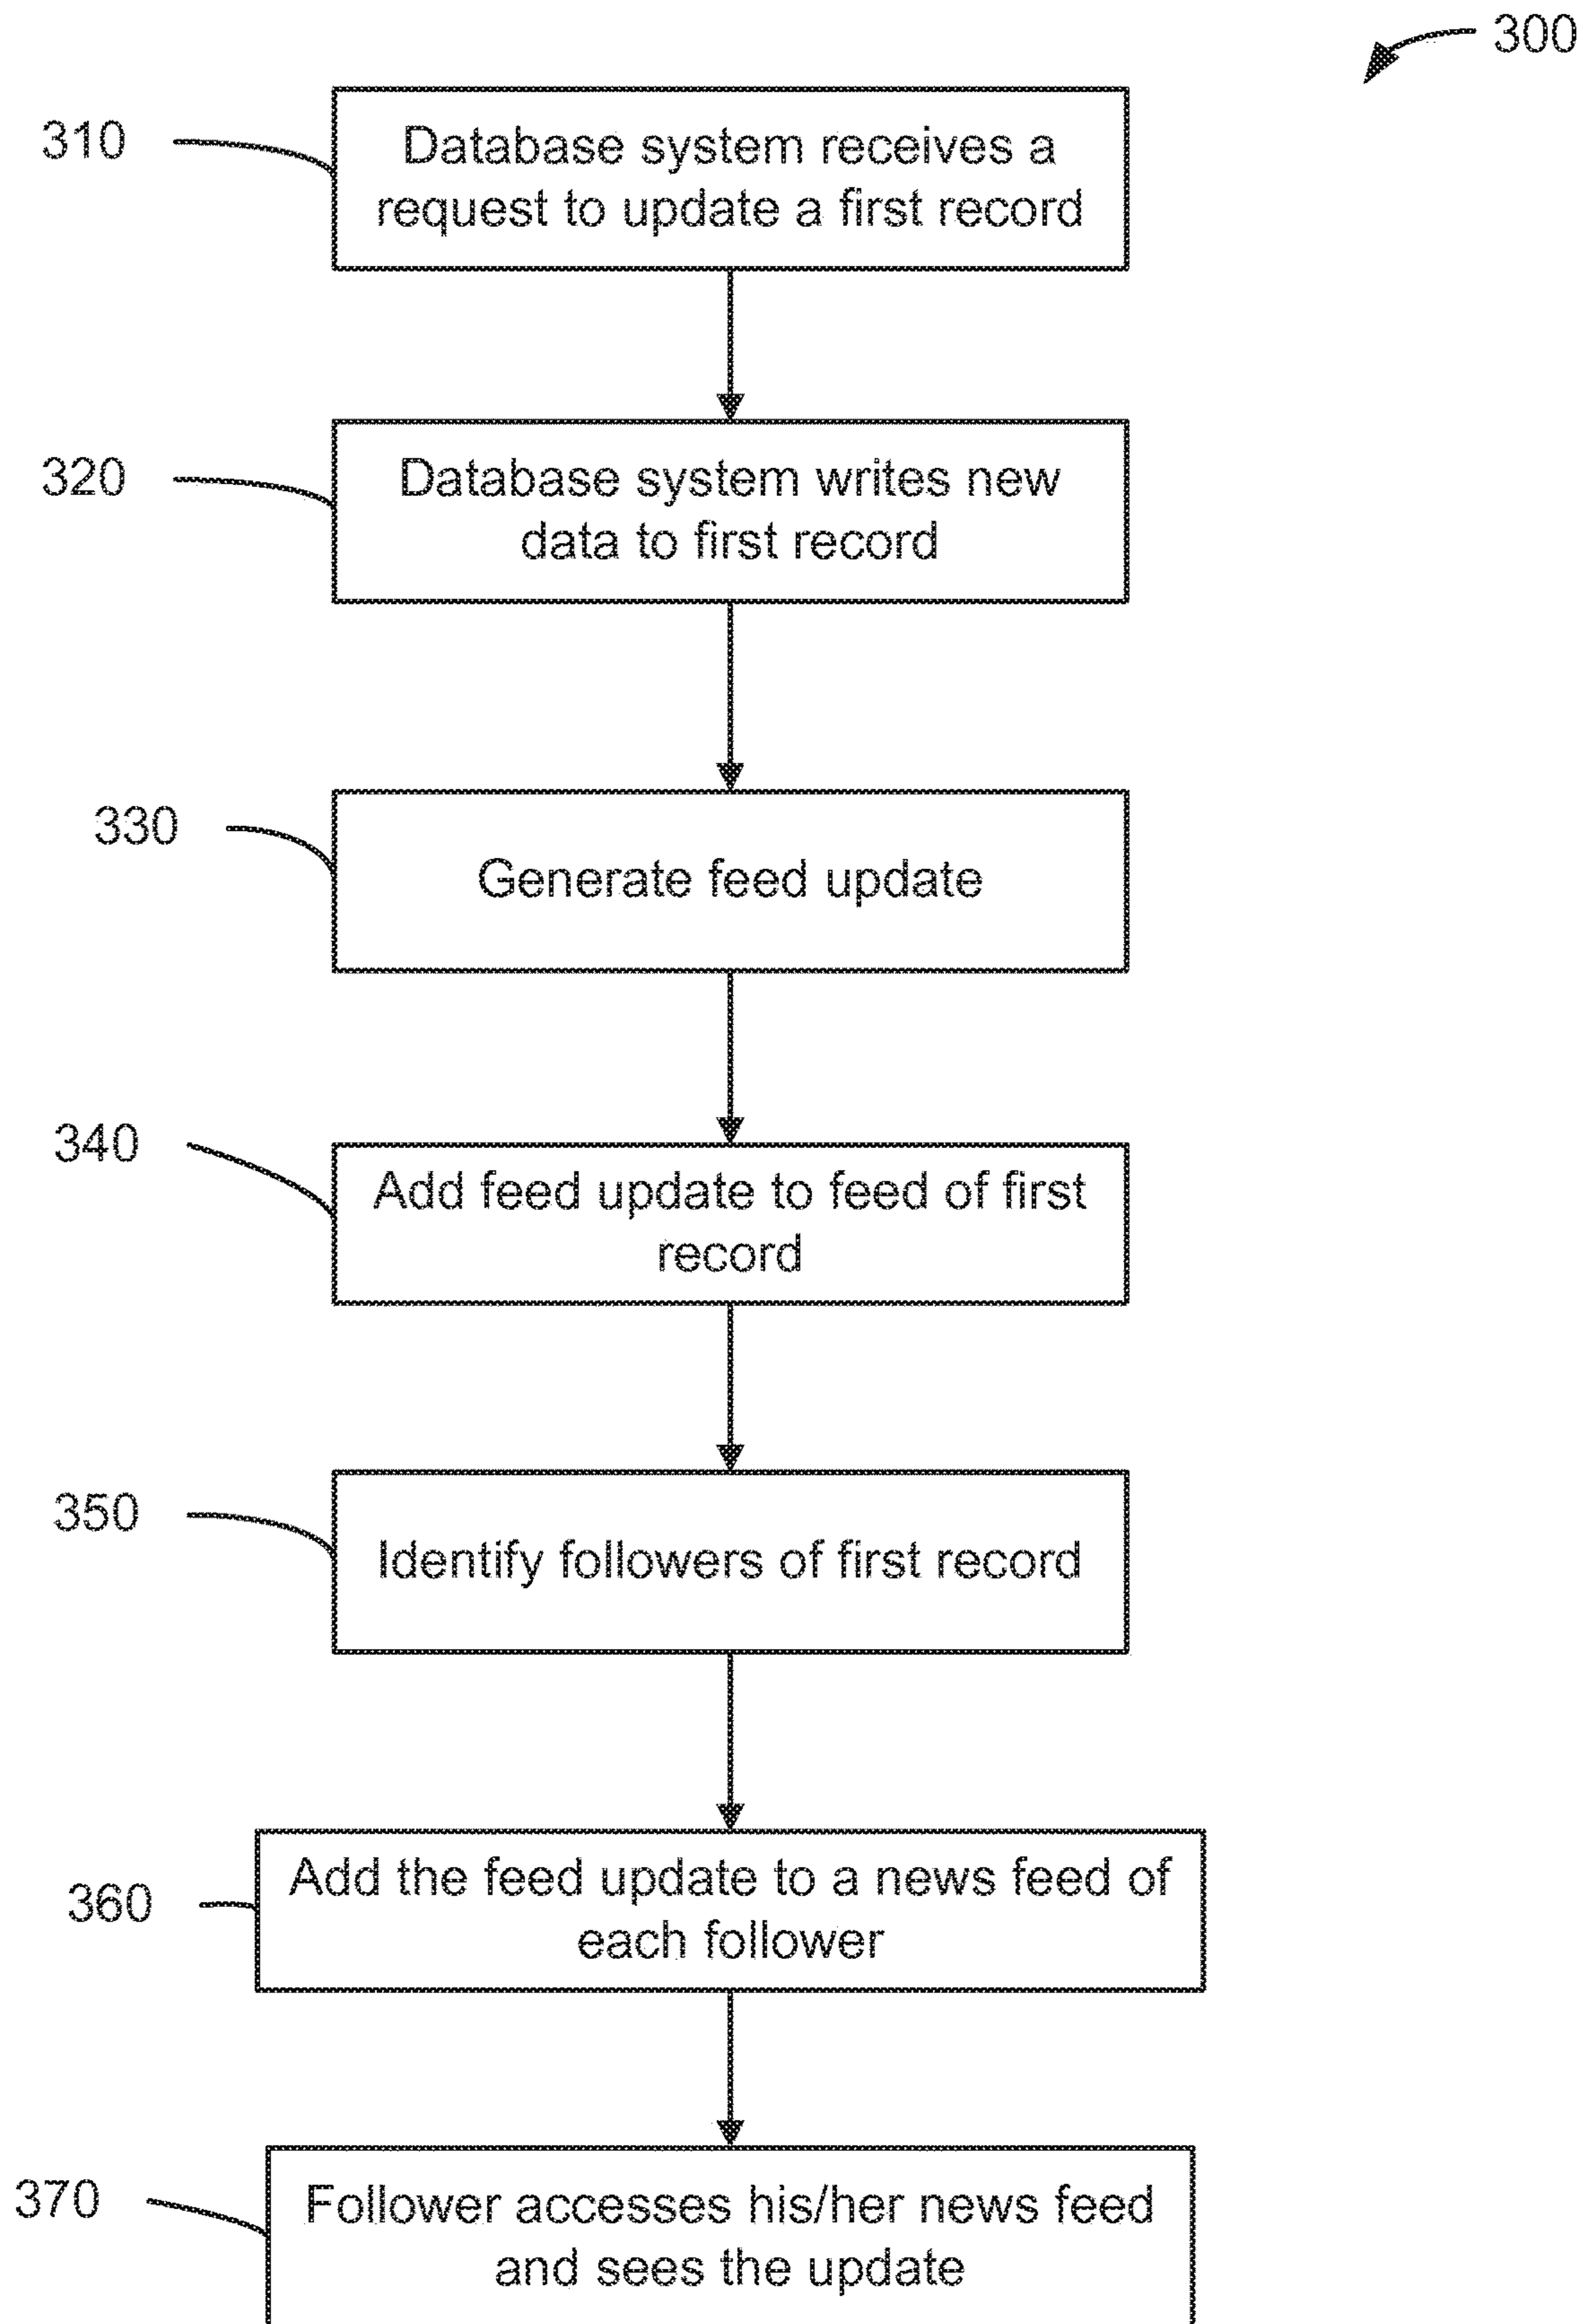 300
310
Database system receives a
request to update a first record
320
Database system writes new
data to first record
330
Generate feed update
340
Add feed update to feed of first
record
350
Identify followers of first record
360
Add the feed update to a news feed of
each follower
370
Follower accesses his/her news feed
and sees the update